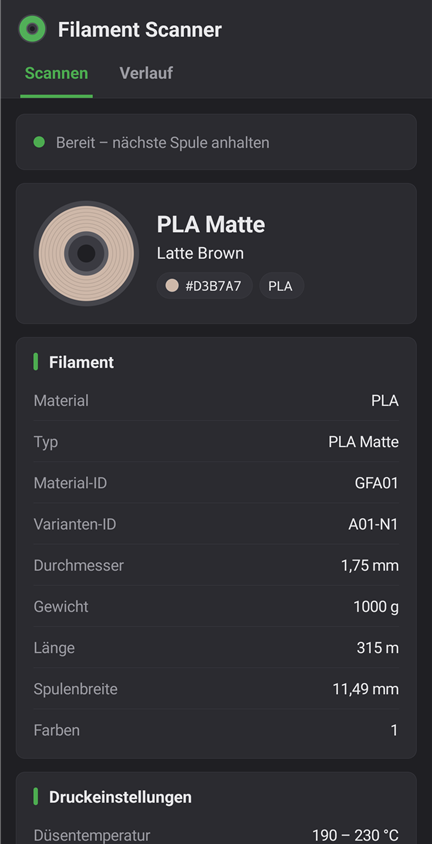 Filament Scanner
Scannen Verlauf
Bereit – nächste Spule anhalten
PLA Matte
Latte Brown
#D3B7A7 PLA
Filament
Material PLA
Typ PLA Matte
Material-ID GFA01
Varianten-ID A01-N1
Durchmesser 1,75 mm
Gewicht 1000 g
Länge 315 m
Spulenbreite 11,49 mm
Farben 1
Druckeinstellungen
Düsentemperatur 190 – 230 °C